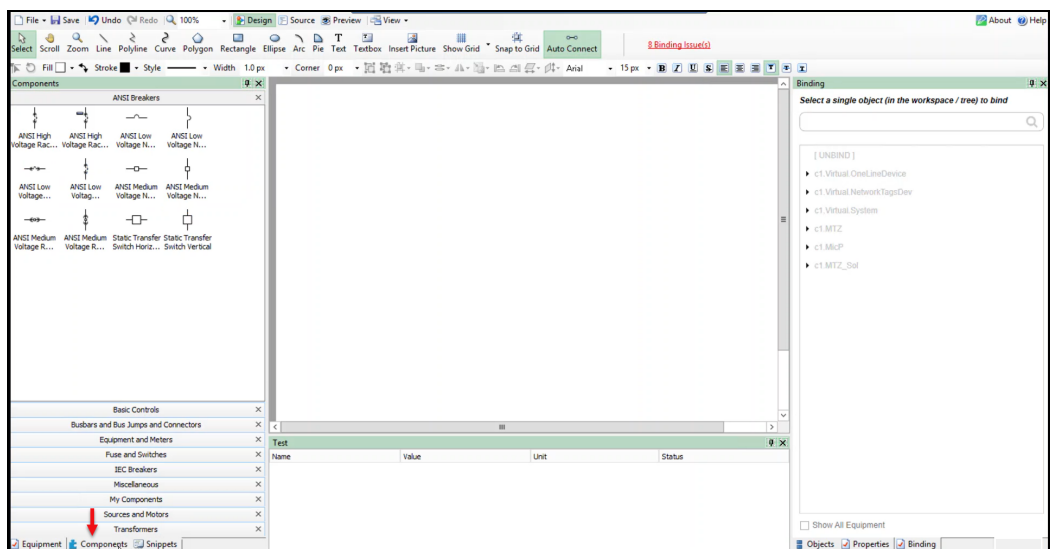 File Save Undo Redo 100% Design Source Preview View About Help
Select Scroll Zoom Line Polyline Curve Polygon Rectangle Ellipse Arc Pie Text Textbox Insert Picture Show Grid Snap to Grid Auto Connect 8 Binding Issue(s)
Fill Stroke Style Width 1.0 px Corner 0 px Arial 15 px B I U S
Components
ANSI Breakers
ANSI High ANSI High ANSI Low ANSI Low
Voltage Rac... Voltage Rac... Voltage N... Voltage N...
ANSI Low ANSI Low ANSI Medium ANSI Medium
Voltage... Voltag... Voltage N... Voltage N...
ANSI Medium ANSI Medium Static Transfer Static Transfer
Voltage R... Voltage R... Switch Horiz... Switch Vertical
Basic Controls
Busbars and Bus Jumps and Connectors
Equipment and Meters
Fuse and Switches
IEC Breakers
Miscellaneous
My Components
Sources and Motors
Transformers
Equipment Components Snippets
Test
Name Value Unit Status
Binding
Select a single object (in the workspace / tree) to bind
[ UNBIND ]
c1.Virtual.OneLineDevice
c1.Virtual.NetworkTagsDev
c1.Virtual.System
c1.MTZ
c1.MicP
c1.MTZ_Sol
Show All Equipment
Objects Properties Binding